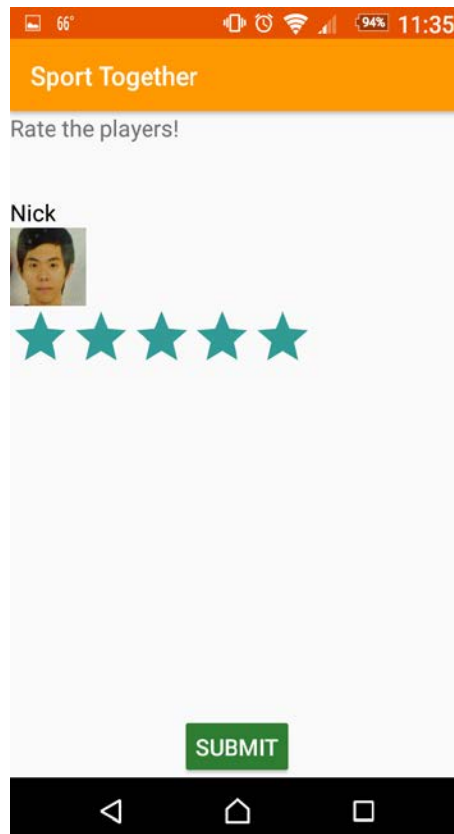 66° 94% 11:35
Sport Together
Rate the players!
Nick
SUBMIT